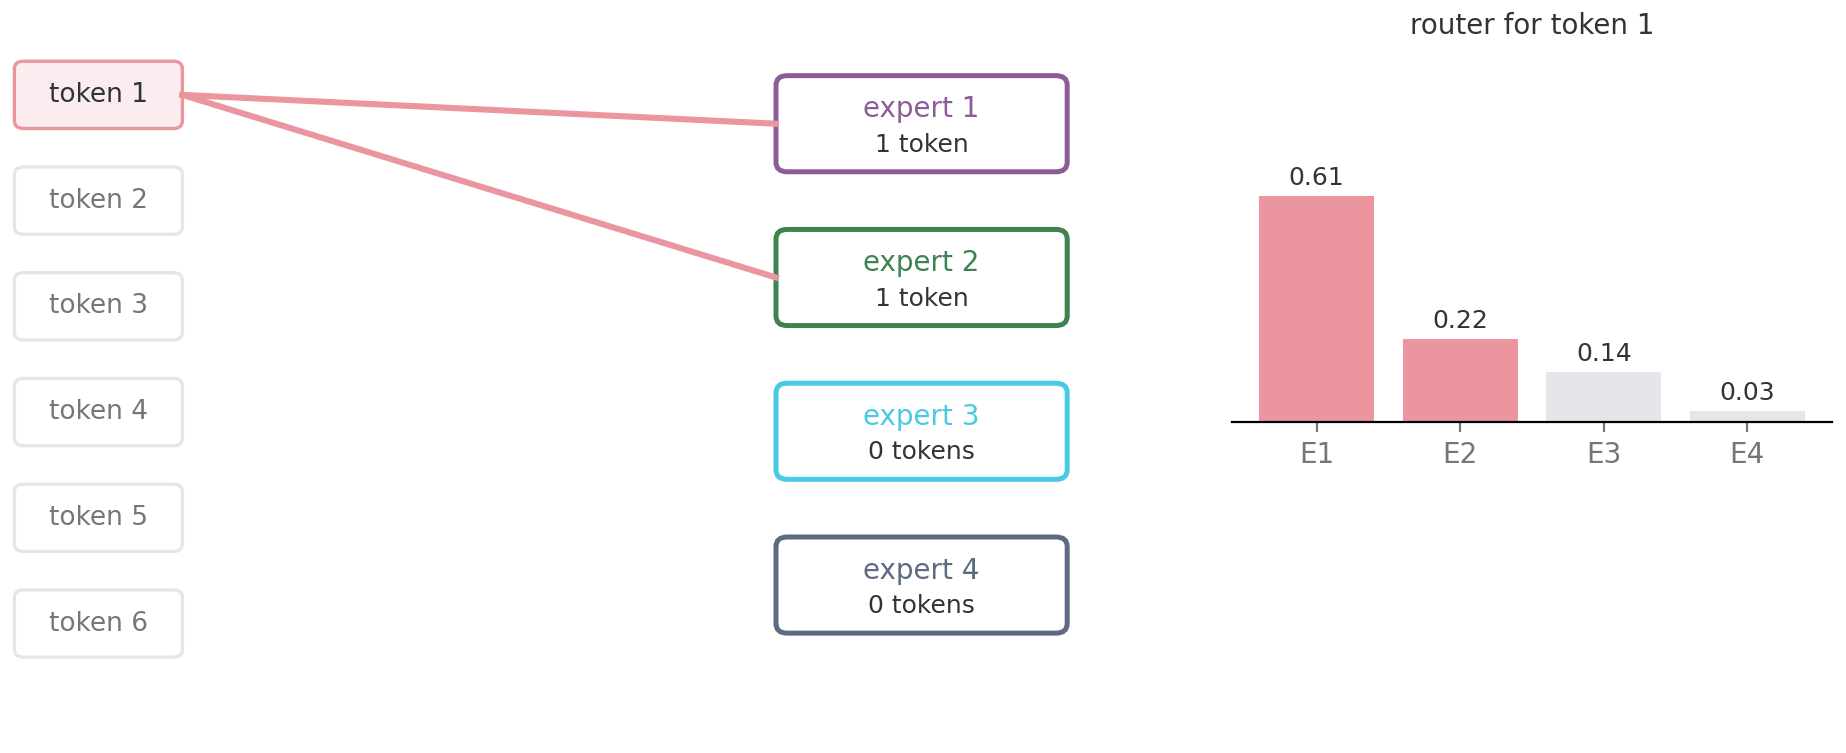 token 1
token 2
token 3
token 4
token 5
token 6
expert 1
1 token
expert 2
1 token
expert 3
0 tokens
expert 4
0 tokens
router for token 1
0.61
0.22
0.14
0.03
E1
E2
E3
E4